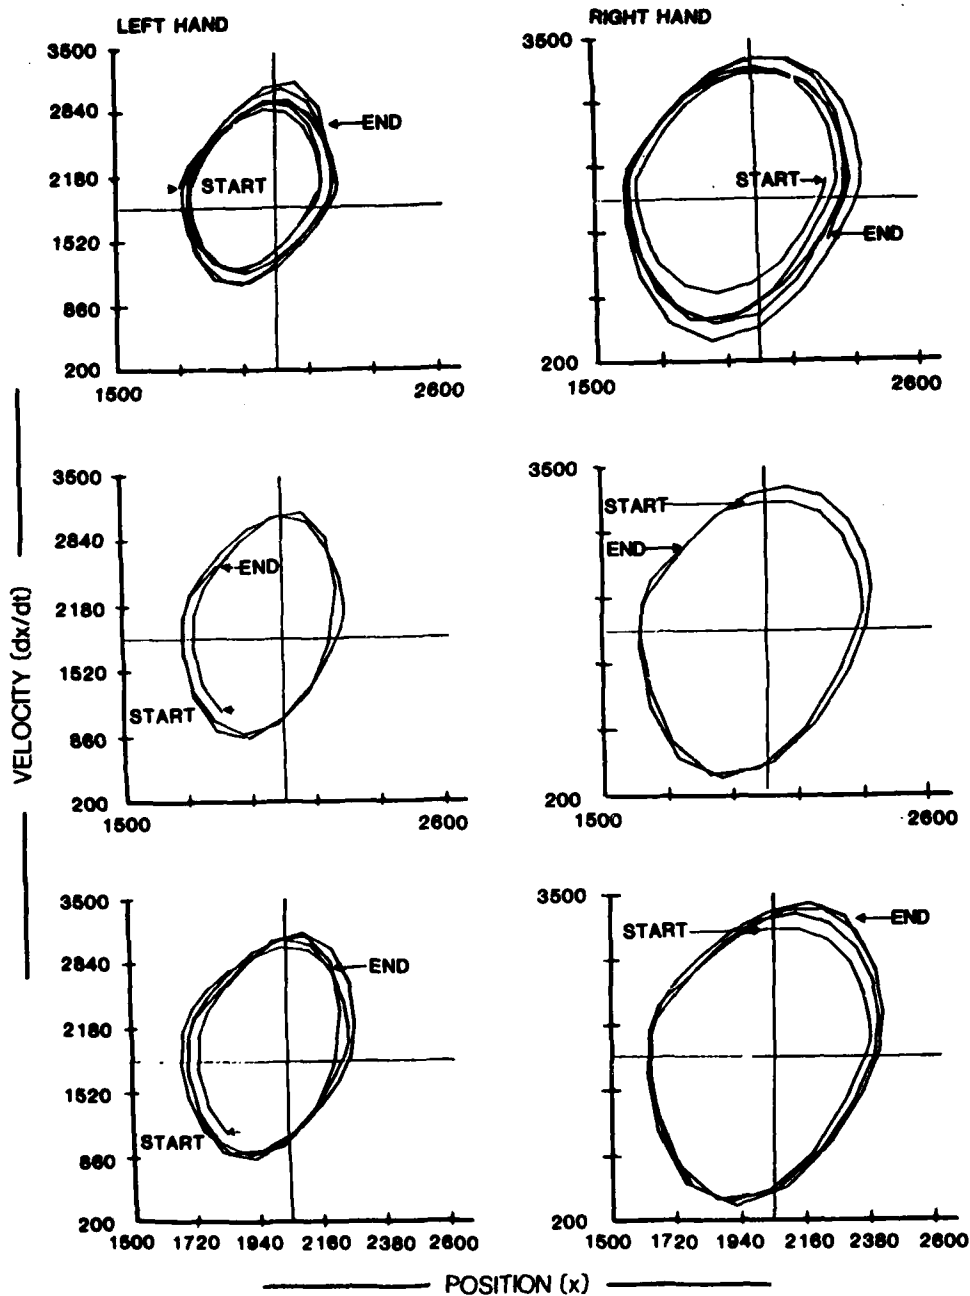 LEFT HAND
RIGHT HAND
3500
2840
2180
1520
860
200
1500
2600
START
END
3500
200
1500
2600
START
END
3500
2840
2180
1520
860
200
1500
2600
END
START
3500
200
1500
2600
START
END
3500
2840
2180
1520
860
200
1500 1720 1940 2160 2380 2600
END
START
3500
200
1500 1720 1940 2160 2380 2600
START
END
VELOCITY (dx/dt)
POSITION (x)